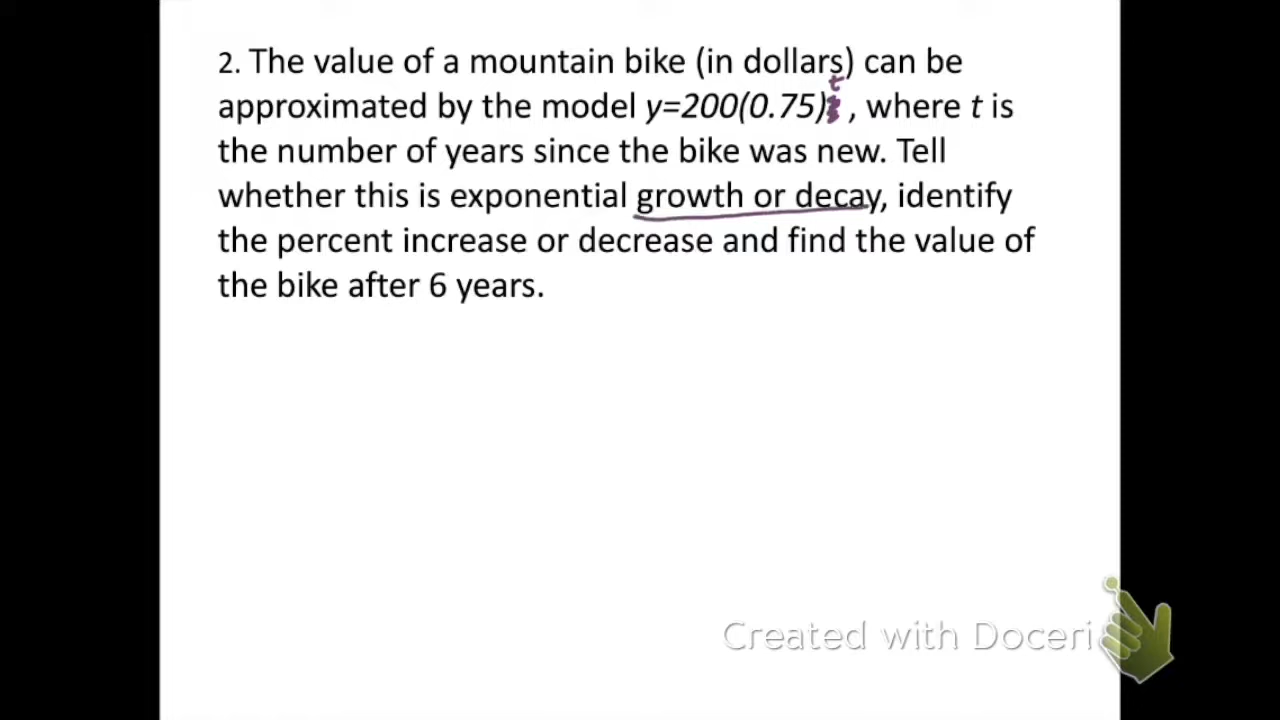 2. The value of a mountain bike (in dollars) can be
approximated by the model y=200(0.75)t , where t is
the number of years since the bike was new. Tell
whether this is exponential growth or decay, identify
the percent increase or decrease and find the value of
the bike after 6 years.
Created with Doceri